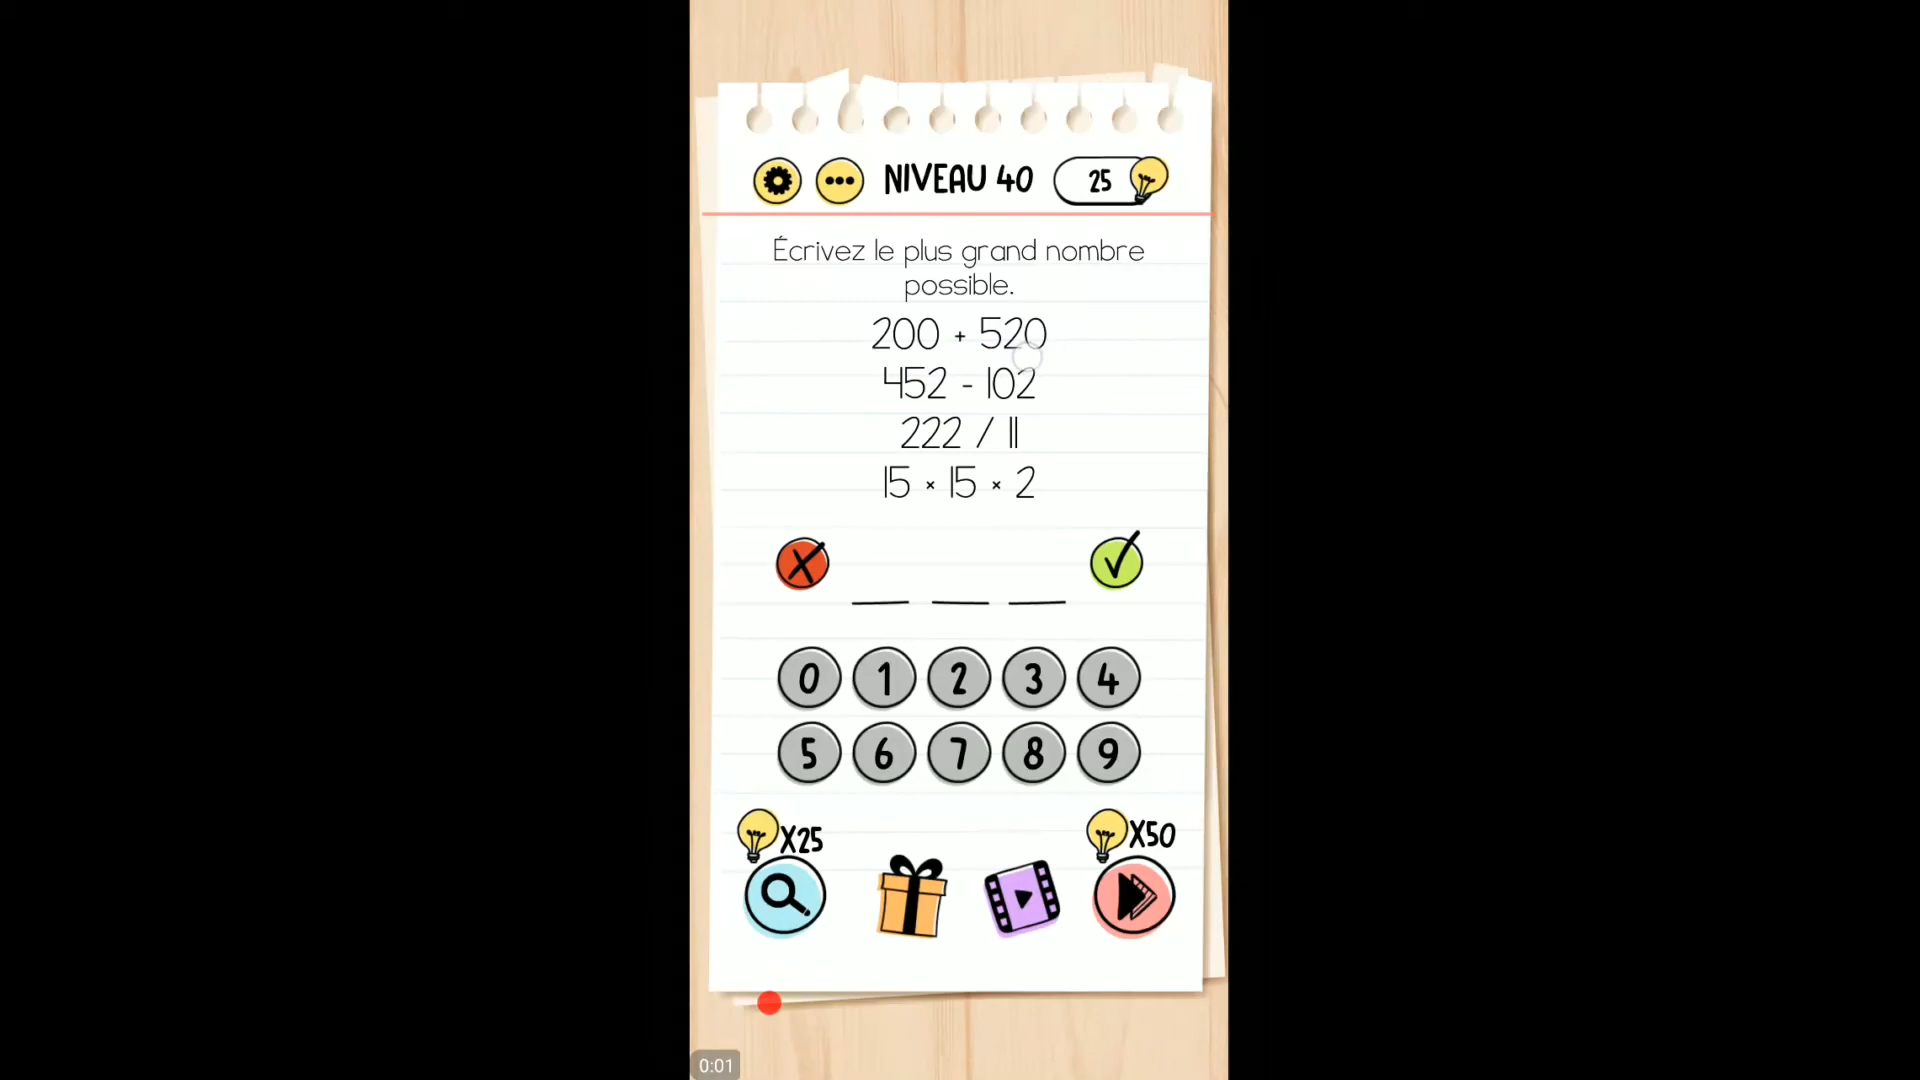 NIVEAU 40
25
Écrivez le plus grand nombre
possible.
200 + 520
452 - 102
222 / 11
15 × 15 × 2
0 1 2 3 4
5 6 7 8 9
X25
X50
0:01